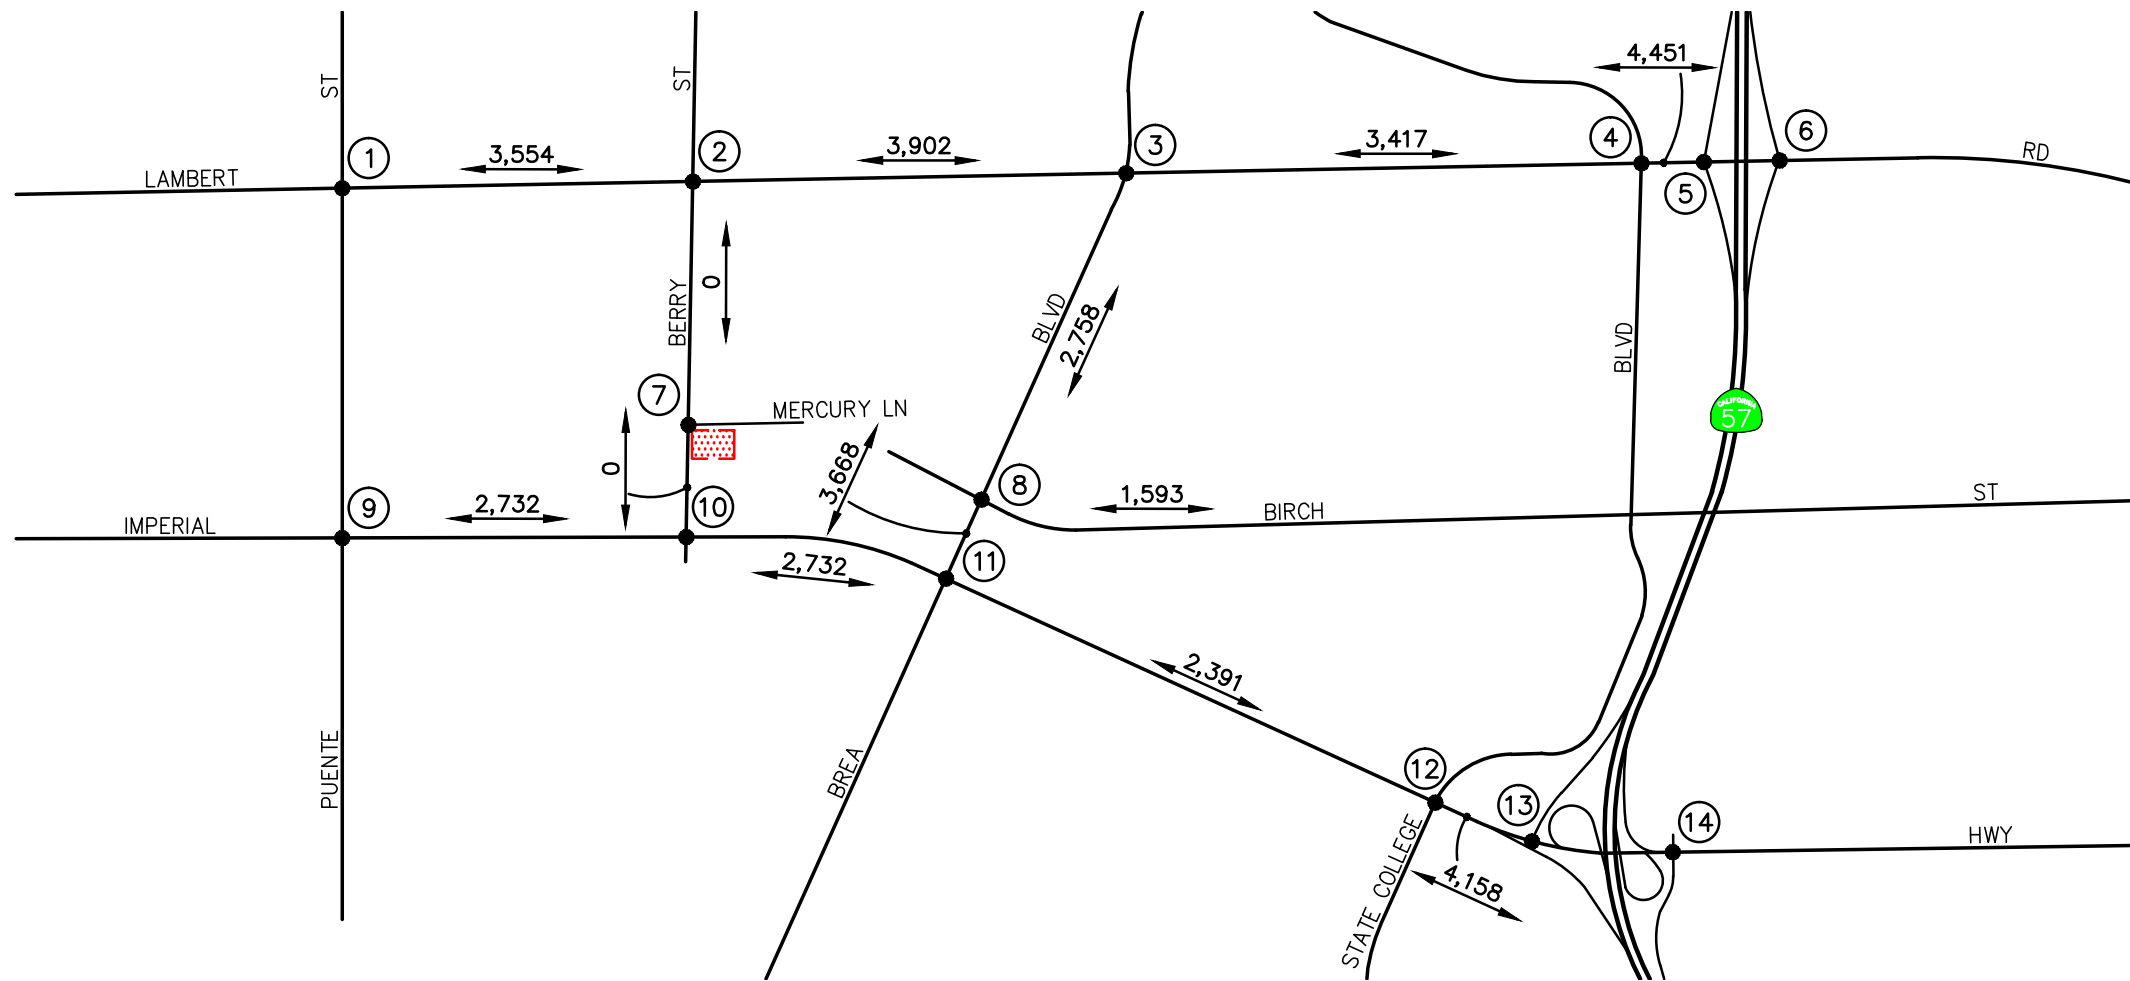 4,451
ST
ST
1
3,554
LAMBERT
2
3,902
3
3,417
4
5
6
RD
0
BERRY
BLVD
2,758
BLVD
CALIFORNIA
57
7
MERCURY LN
0
3,668
8
1,593
BIRCH
ST
9
2,732
IMPERIAL
10
2,732
11
2,391
PUENTE
BREA
12
13
14
HWY
STATE COLLEGE
4,158